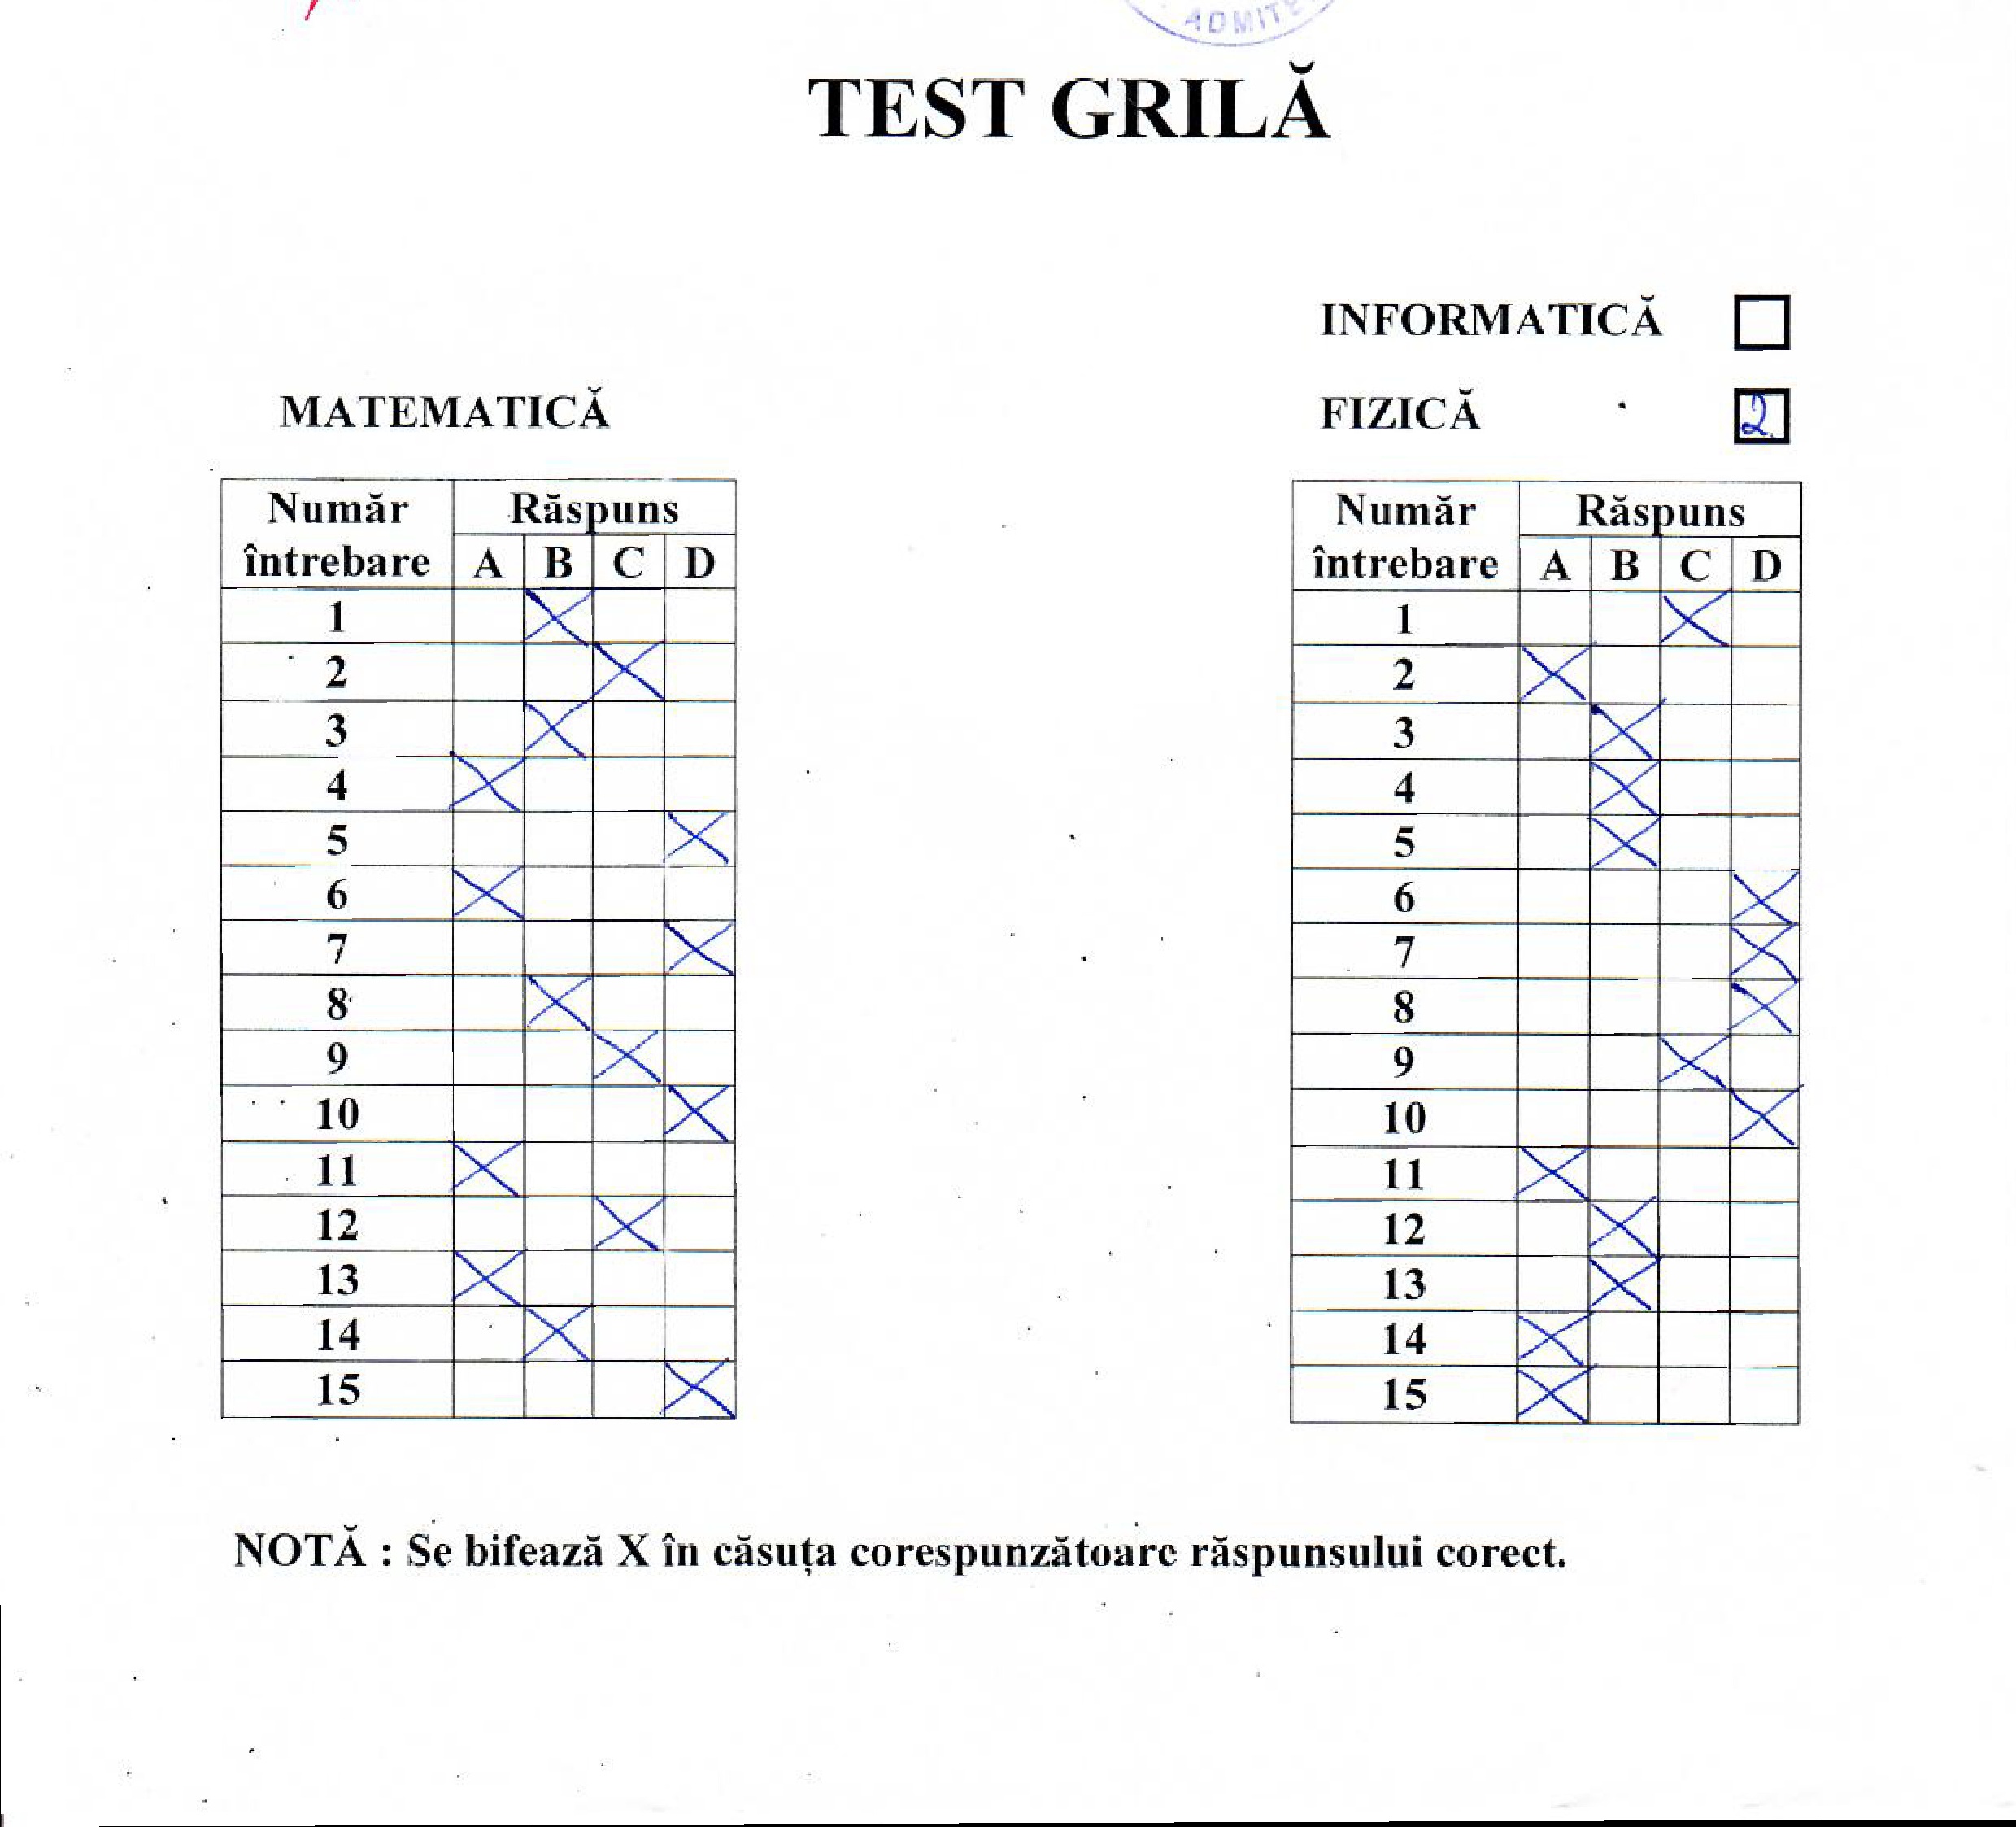 ADMITE
TEST GRILĂ
INFORMATICĂ
MATEMATICĂ
FIZICĂ 2
Număr întrebare Răspuns
A B C D
1 X
2 X
3 X
4 X
5 X
6 X
7 X
8 X
9 X
10 X
11 X
12 X
13 X
14 X
15 X
Număr întrebare Răspuns
A B C D
1 X
2 X
3 X
4 X
5 X
6 X
7 X
8 X
9 X
10 X
11 X
12 X
13 X
14 X
15 X
NOTĂ : Se bifează X în căsuța corespunzătoare răspunsului corect.